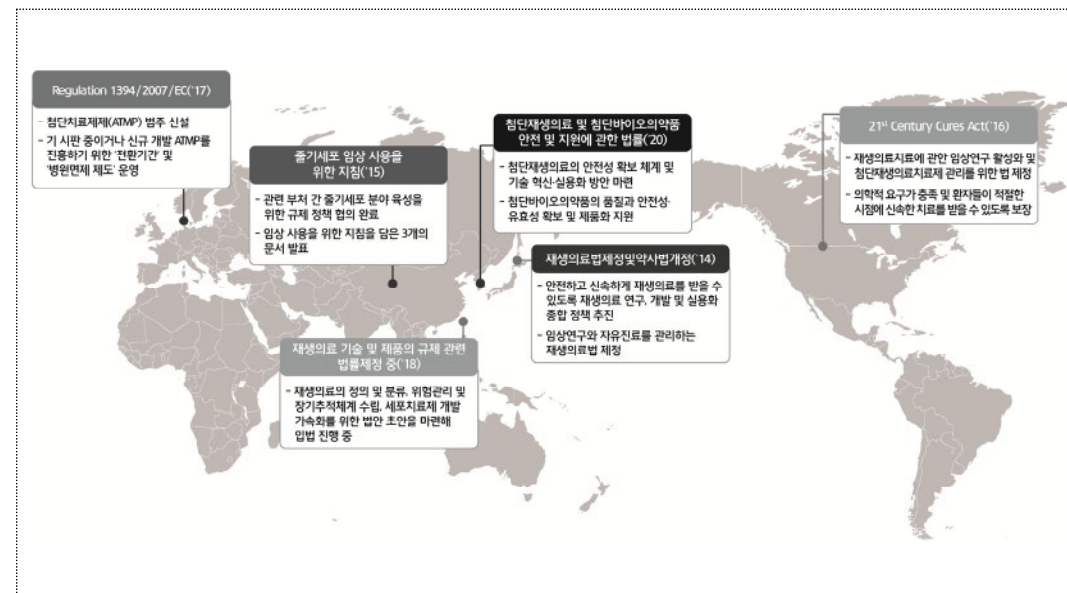 Regulation 1394/2007/EC('17)
- 첨단치료제제(ATMP) 범주 신설
- 기 시판 중이거나 신규 개발 ATMP를
진흥하기 위한 '전환기간' 및
'병원면제 제도' 운영
줄기세포 임상 사용을
위한 지침('15)
- 관련 부처 간 줄기세포 분야 육성을
위한 규제 정책 협의 완료
- 임상 사용을 위한 지침을 담은 3개의
문서 발표
첨단재생의료 및 첨단바이오의약품
안전 및 지원에 관한 법률('20)
- 첨단재생의료의 안전성 확보 체계 및
기술 혁신·실용화 방안 마련
- 첨단바이오의약품의 품질과 안전성·
유효성 확보 및 제품화 지원
재생의료법제정및약사법개정('14)
- 안전하고 신속하게 재생의료를 받을 수
있도록 재생의료 연구, 개발 및 실용화
종합 정책 추진
- 임상연구와 자유진료를 관리하는
재생의료법 제정
재생의료 기술 및 제품의 규제 관련
법률제정 중('18)
- 재생의료의 정의 및 분류, 위험관리 및
장기추적체계 수립, 세포치료제 개발
가속화를 위한 법안 초안을 마련해
입법 진행 중
21st Century Cures Act('16)
- 재생의료치료에 관안 임상연구 활성화 및
첨단재생의료치료제 관리를 위한 법 제정
- 의학적 요구가 충족 및 환자들이 적절한
시점에 신속한 치료를 받을 수 있도록 보장